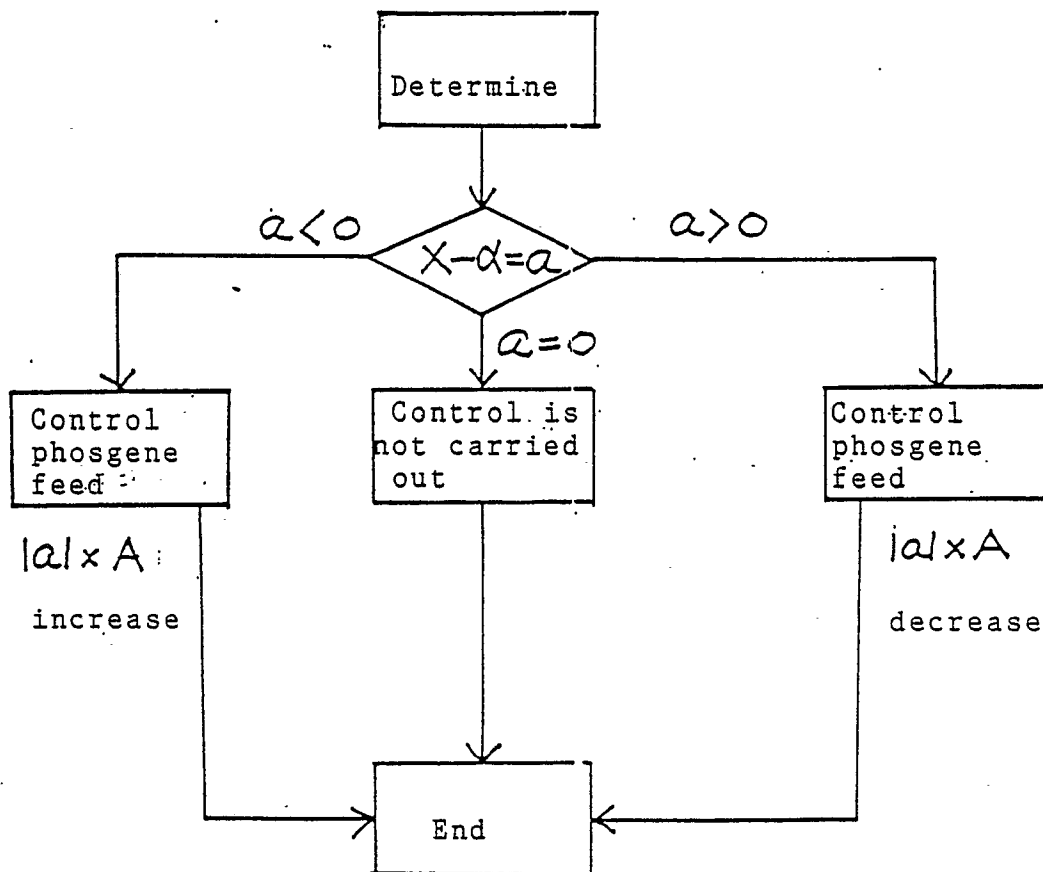 Determine
a<0
X-α=a
a>0
a=0
Control
phosgene
feed
Control is
not carried
out
Control
phosgene
feed
|a|x A
increase
|a|x A
decrease
End